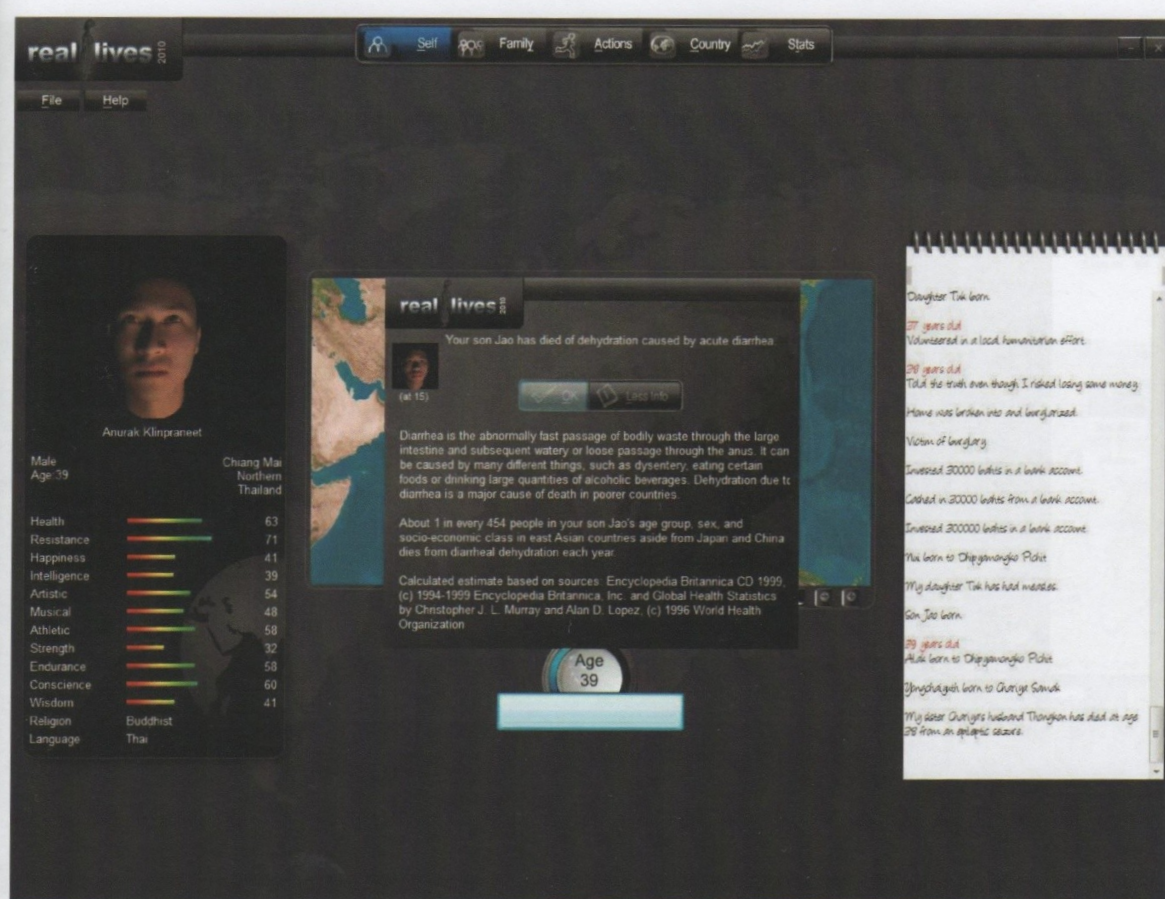 real lives 2010
Self Family Actions Country Stats
File Help
Anurak Klinpraneet
Male
Age:39
Chiang Mai
Northern
Thailand
Health 63
Resistance 71
Happiness 41
Intelligence 39
Artistic 54
Musical 48
Athletic 58
Strength 32
Endurance 58
Conscience 60
Wisdom 41
Religion Buddhist
Language Thai
real lives 2010
Your son Jao has died of dehydration caused by acute diarrhea
(at 15)
OK Less Info
Diarrhea is the abnormally fast passage of bodily waste through the large
intestine and subsequent watery or loose passage through the anus. It can
be caused by many different things, such as dysentery, eating certain
foods or drinking large quantities of alcoholic beverages. Dehydration due to
diarrhea is a major cause of death in poorer countries.
About 1 in every 454 people in your son Jao's age group, sex, and
socio-economic class in east Asian countries aside from Japan and China
dies from diarrheal dehydration each year.
Calculated estimate based on sources: Encyclopedia Britannica CD 1999,
(c) 1994-1999 Encyclopedia Britannica, Inc. and Global Health Statistics
by Christopher J. L. Murray and Alan D. Lopez, (c) 1996 World Health
Organization
Age
39
Daughter Tuk born.
37 years old
Volunteered in a local humanitarian effort.
38 years old
Told the truth even though I risked losing some money.
Home was broken into and burglarized.
Victim of burglary.
Invested 30000 bahts in a bank account.
Cashed in 30000 bahts from a bank account.
Invested 300000 bahts in a bank account.
born to Pichit
My daughter Tuk has had measles.
Son Jao born.
39 years old
born to Pichit
born to
My sister husband Thongkon has died at age
38 from an epileptic seizure.